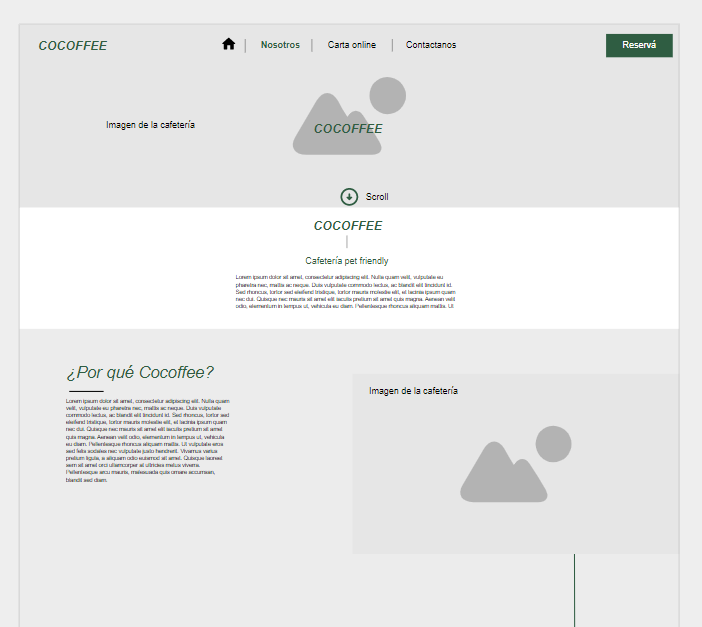 COCOFFEE
Nosotros
Carta online
Contactanos
Reservá
Imagen de la cafetería
COCOFFEE
Scroll
COCOFFEE
Cafetería pet friendly
Lorem ipsum dolor sit amet, consectetur adipiscing elit. Nulla quam velit, vulputate eu
pharetra nec, mattis ac neque. Duis vulputate commodo lectus, ac blandit elit tincidunt id.
Sed rhoncus, tortor sed eleifend tristique, tortor mauris molestie elit, et lacinia ipsum quam
nec dui. Quisque nec mauris sit amet elit iaculis pretium sit amet quis magna. Aenean velit
odio, elementum in tempus ut, vehicula eu diam. Pellentesque rhoncus aliquam mattis. Ut
¿Por qué Cocoffee?
Lorem ipsum dolor sit amet, consectetur adipiscing elit. Nulla quam
velit, vulputate eu pharetra nec, mattis ac neque. Duis vulputate
commodo lectus, ac blandit elit tincidunt id. Sed rhoncus, tortor sed
eleifend tristique, tortor mauris molestie elit, et lacinia ipsum quam
nec dui. Quisque nec mauris sit amet elit iaculis pretium sit amet
quis magna. Aenean velit odio, elementum in tempus ut, vehicula
eu diam. Pellentesque rhoncus aliquam mattis. Ut vulputate eros
sed felis sodales nec vulputate justo hendrerit. Vivamus varius
pretium ligula, a aliquam odio euismod sit amet. Quisque laoreet
sem sit amet orci ullamcorper at ultricies metus viverra.
Pellentesque arcu mauris, malesuada quis ornare accumsan,
blandit sed diam.
Imagen de la cafetería